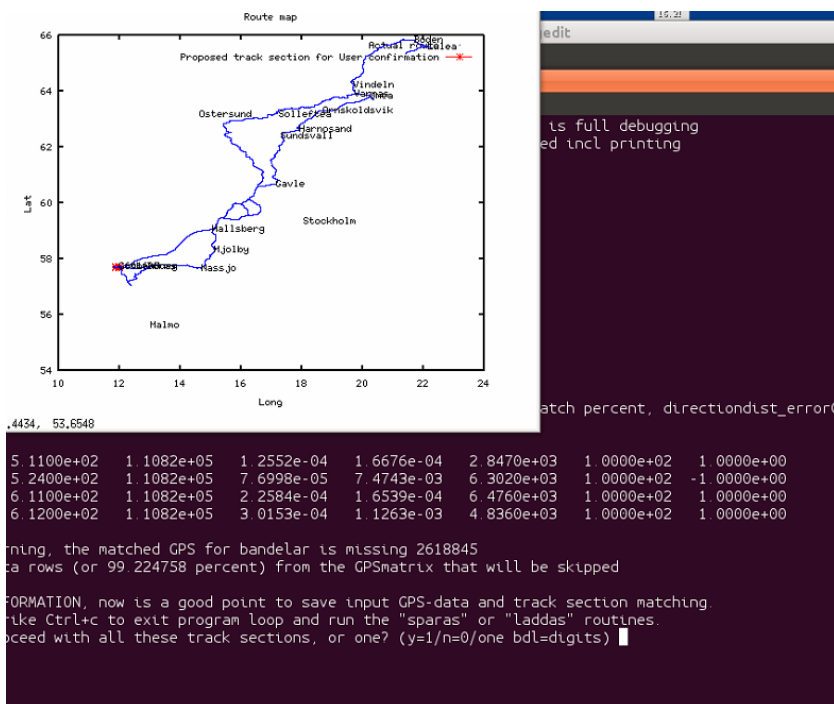 16:21
Route map
edit
66
Boden
Actual route
Proposed track section for User confirmation
64
Vindeln
Vannas
Umea
Ostersund
Solleftea
Ornskoldsvik
is full debugging
Harnosand
ed incl printing
62
Sundsvall
Gavle
Lat
60
Stockholm
Hallsberg
Mjolby
58
Nassjo
56
Malmo
54
10 12 14 16 18 20 22 24
Long
atch percent, directiondist_error(
.4434, 53,6548
5.1100e+02 1.1082e+05 1.2552e-04 1.6676e-04 2.8470e+03 1.0000e+02 1.0000e+00
5.2400e+02 1.1082e+05 7.6998e-05 7.4743e-03 6.3020e+03 1.0000e+02 -1.0000e+00
6.1100e+02 1.1082e+05 2.2584e-04 1.6539e-04 6.4760e+03 1.0000e+02 1.0000e+00
6.1200e+02 1.1082e+05 3.0153e-04 1.1263e-03 4.8360e+03 1.0000e+02 1.0000e+00
rning, the matched GPS for bandelar is missing 2618845
ta rows (or 99.224758 percent) from the GPSmatrix that will be skipped
FORMATION, now is a good point to save input GPS-data and track section matching.
rike Ctrl+c to exit program loop and run the "sparas" or "laddas" routines.
oceed with all these track sections, or one? (y=1/n=0/one bdl=digits)